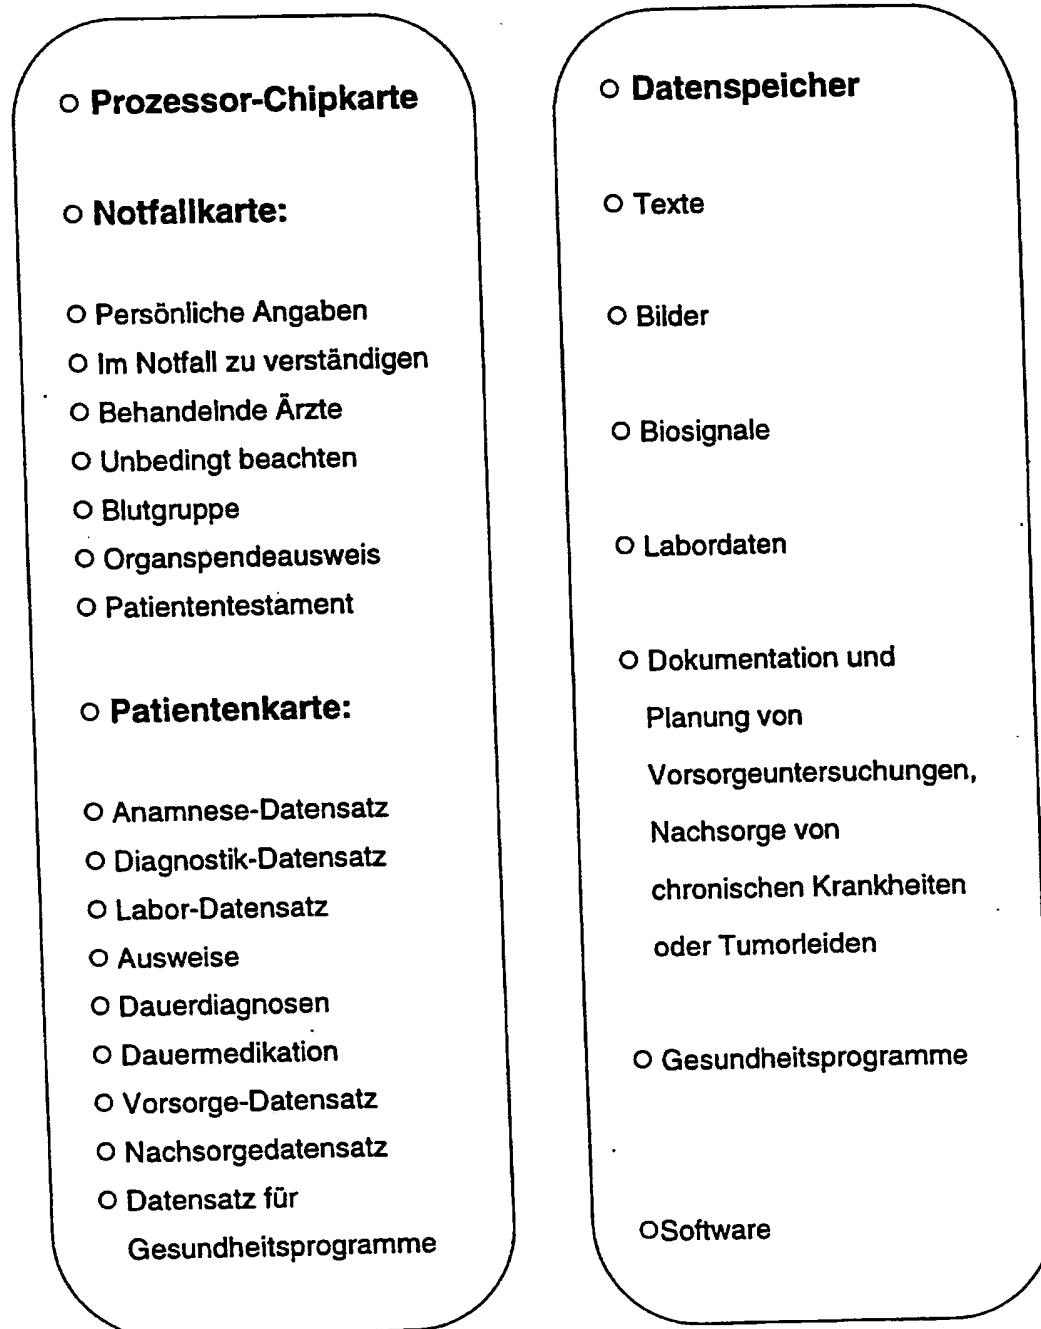 ○ Prozessor-Chipkarte
○ Notfallkarte:
○ Persönliche Angaben
○ Im Notfall zu verständigen
○ Behandelnde Ärzte
○ Unbedingt beachten
○ Blutgruppe
○ Organspendeausweis
○ Patiententestament
○ Patientenkarte:
○ Anamnese-Datensatz
○ Diagnostik-Datensatz
○ Labor-Datensatz
○ Ausweise
○ Dauerdiagnosen
○ Dauermedikation
○ Vorsorge-Datensatz
○ Nachsorgedatensatz
○ Datensatz für
Gesundheitsprogramme
○ Datenspeicher
○ Texte
○ Bilder
○ Biosignale
○ Labordaten
○ Dokumentation und
Planung von
Vorsorgeuntersuchungen,
Nachsorge von
chronischen Krankheiten
oder Tumorleiden
○ Gesundheitsprogramme
○Software